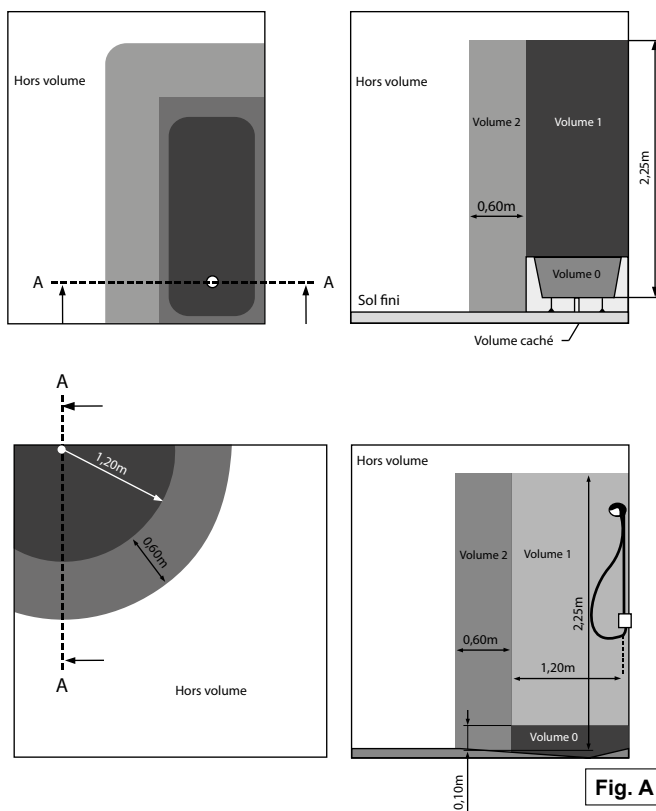 Hors volume
A
A
Hors volume
Volume 2
Volume 1
2,25m
0,60m
Volume 0
Sol fini
Volume caché
A
1,20m
0,60m
A
Hors volume
Hors volume
Volume 2
Volume 1
2,25m
0,60m
1,20m
Volume 0
0,10m
Fig. A